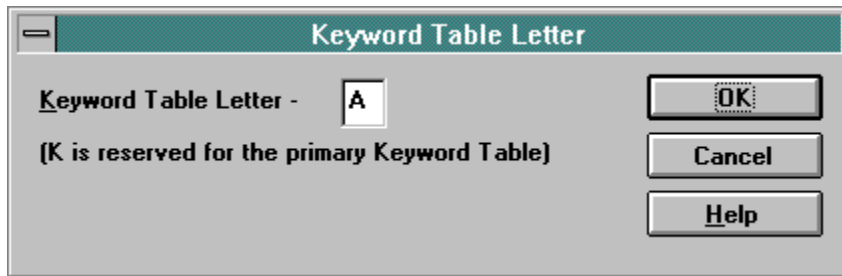 Keyword Table Letter
Keyword Table Letter - A
(K is reserved for the primary Keyword Table)
OK
Cancel
Help